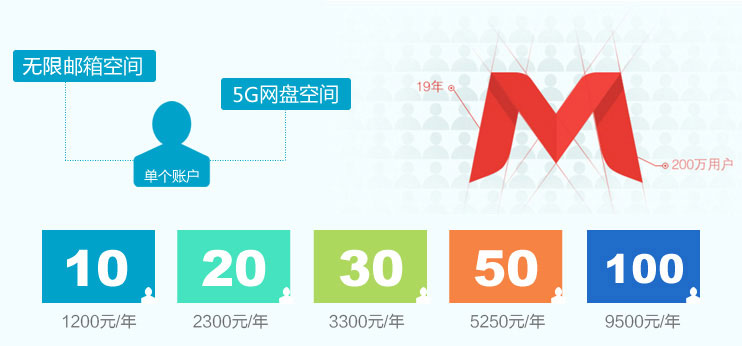 无限邮箱空间
5G网盘空间
单个账户
19年
M
200万用户
10
20
30
50
100
1200元/年
2300元/年
3300元/年
5250元/年
9500元/年